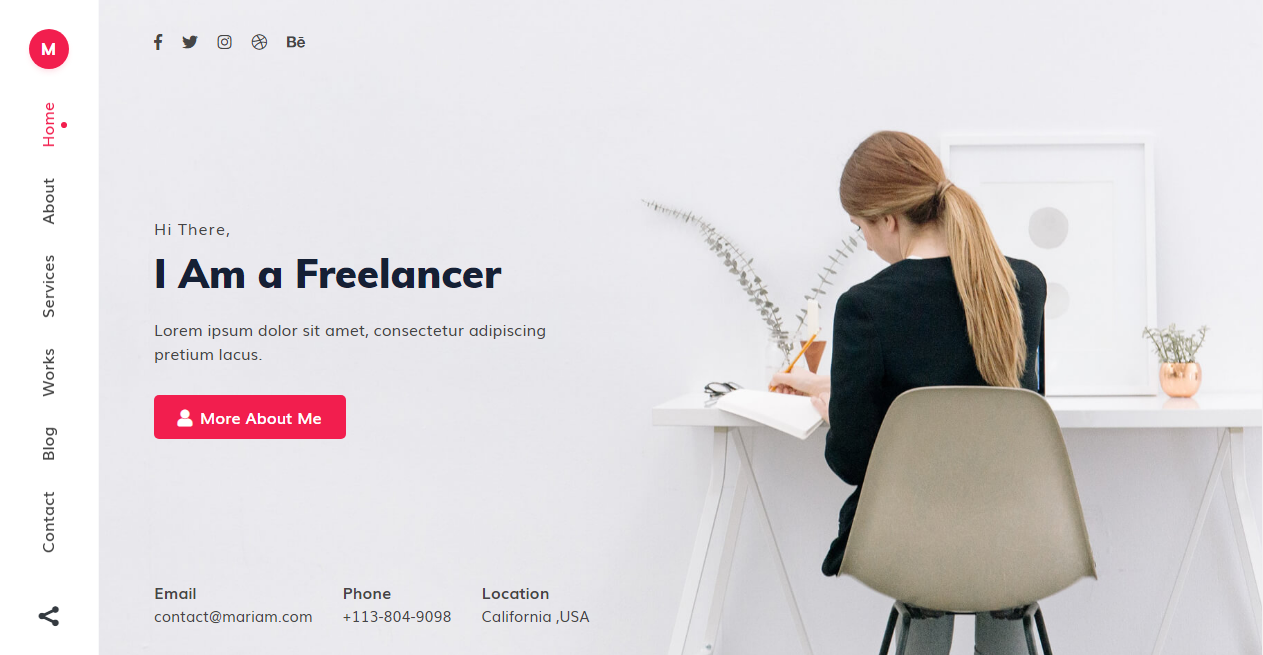 M
Home
About
Services
Works
Blog
Contact
Bē
Hi There,
I Am a Freelancer
Lorem ipsum dolor sit amet, consectetur adipiscing
pretium lacus.
More About Me
Email
contact@mariam.com
Phone
+113-804-9098
Location
California ,USA